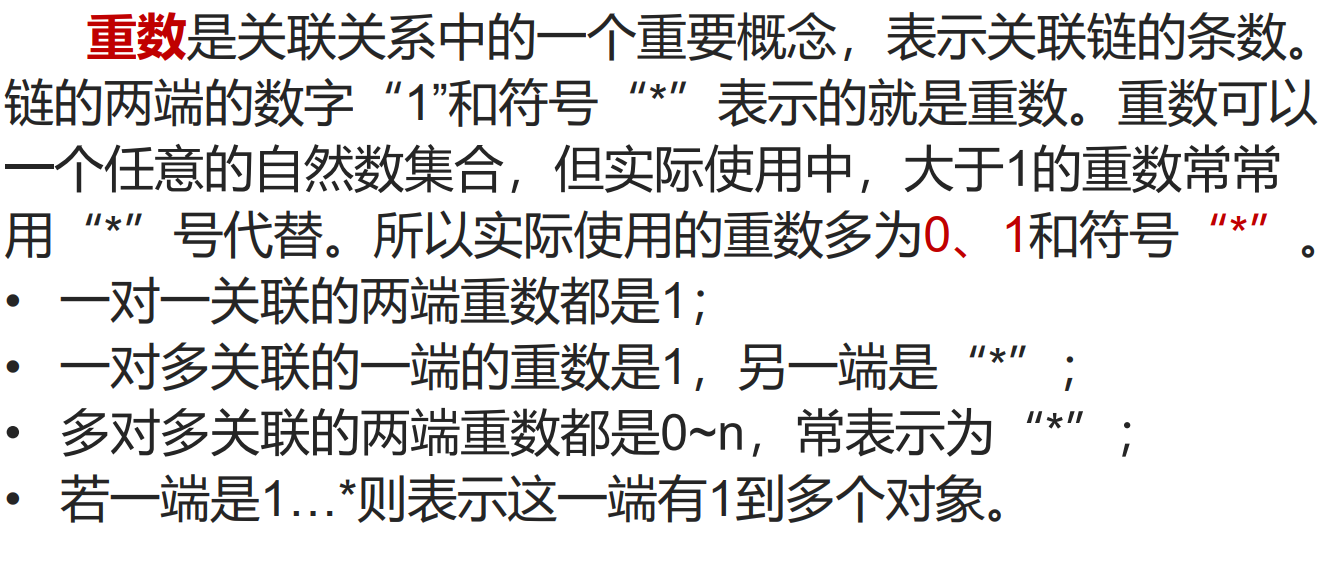 重数是关联关系中的一个重要概念，表示关联链的条数。
链的两端的数字“1”和符号“*”表示的就是重数。重数可以
一个任意的自然数集合，但实际使用中，大于1的重数常常
用“*”号代替。所以实际使用的重数多为0、1和符号“*”。
• 一对一关联的两端重数都是1；
• 一对多关联的一端的重数是1，另一端是“*”；
• 多对多关联的两端重数都是0~n，常表示为“*”；
• 若一端是1…*则表示这一端有1到多个对象。